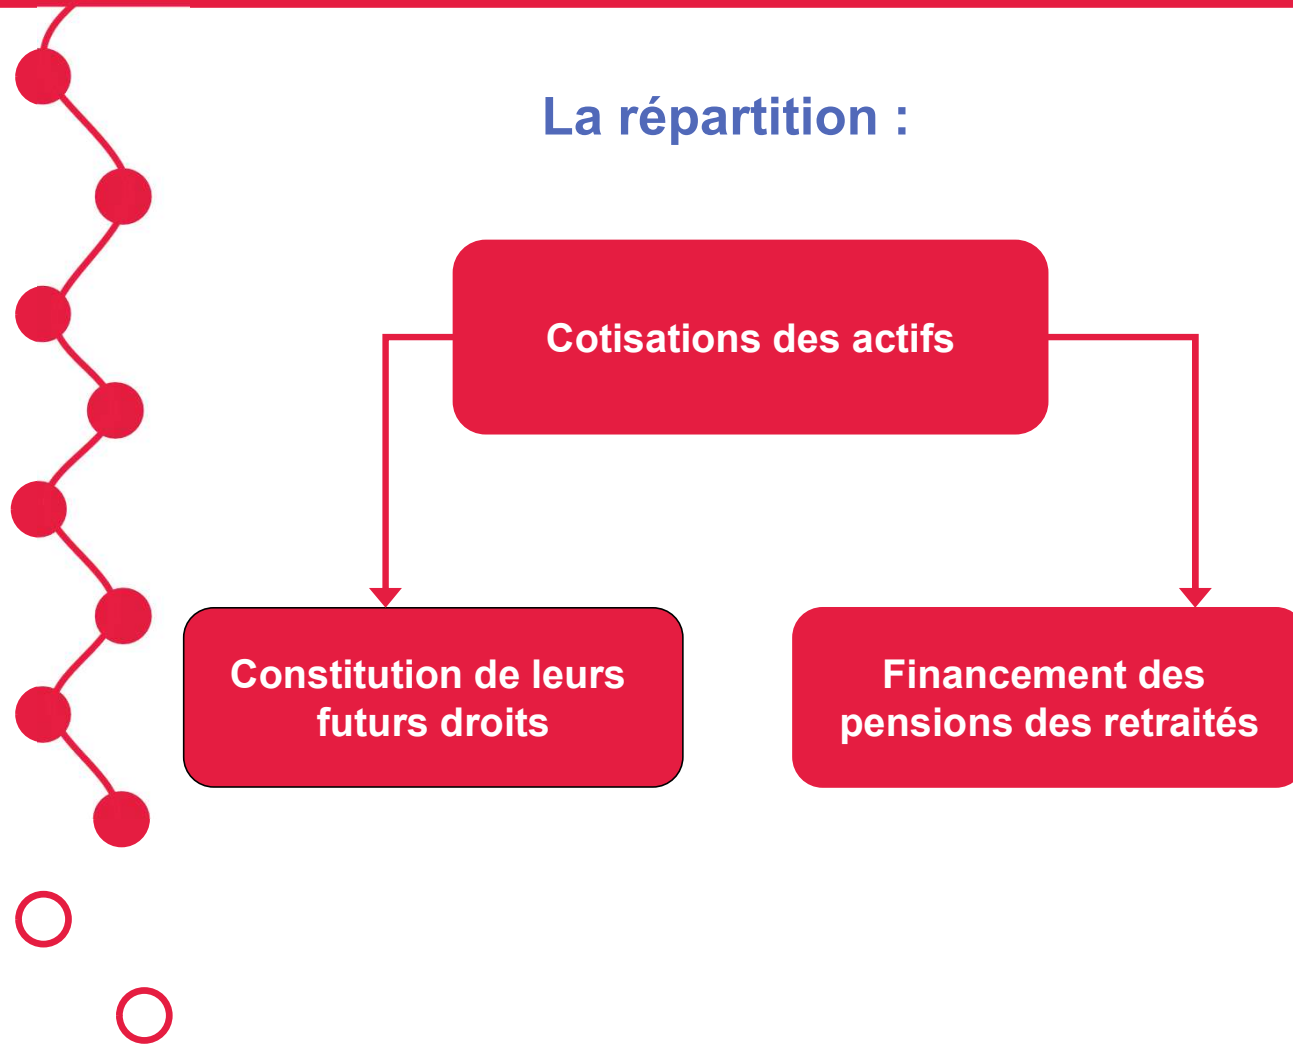 La répartition :
Cotisations des actifs
Constitution de leurs
futurs droits
Financement des
pensions des retraités